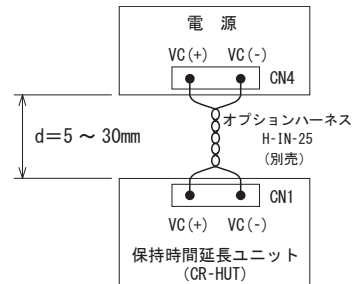 電 源
VC(+) VC(-)
CN4
d=5 ~ 30mm
オプションハーネス
H-IN-25
(別売)
CN1
VC(+) VC(-)
保持時間延長ユニット
(CR-HUT)